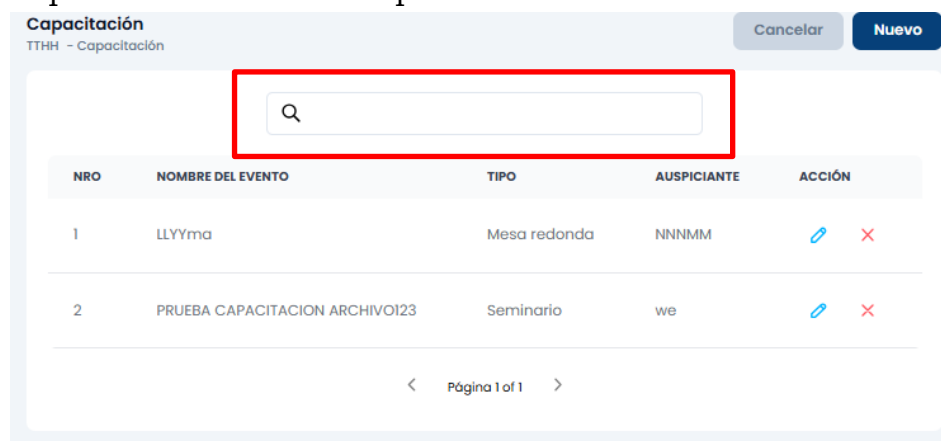 Capacitación
TTHH - Capacitación
Cancelar
Nuevo
NRO NOMBRE DEL EVENTO TIPO AUSPICIANTE ACCIÓN
1 LLYYma Mesa redonda NNNMM
2 PRUEBA CAPACITACION ARCHIVO123 Seminario we
Página 1 of 1